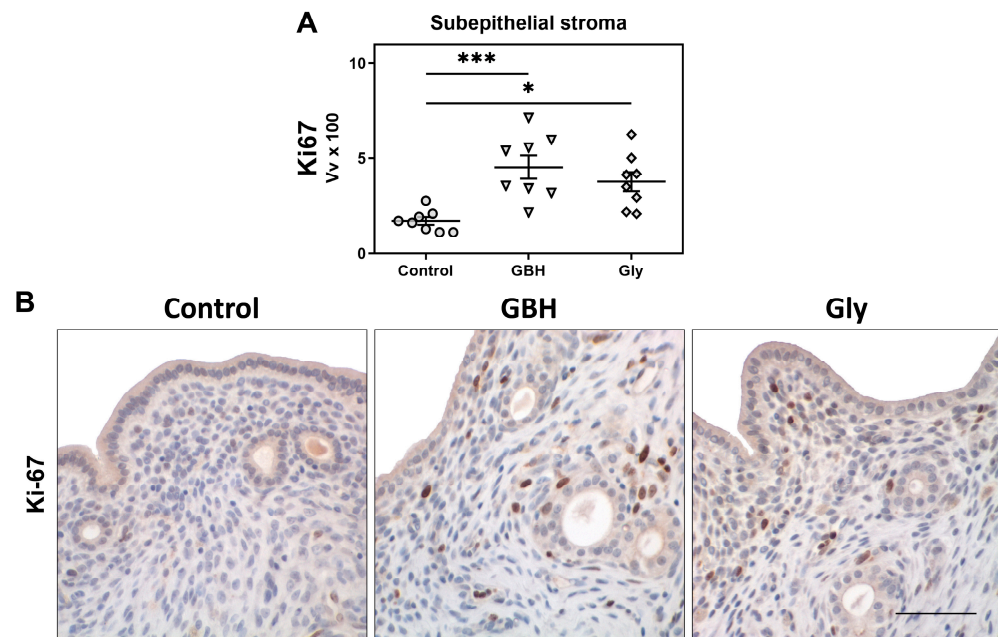 A
Subepithelial stroma
Ki67
Vv x 100
10
5
0
***
*
Control GBH Gly
B
Control GBH Gly
Ki-67